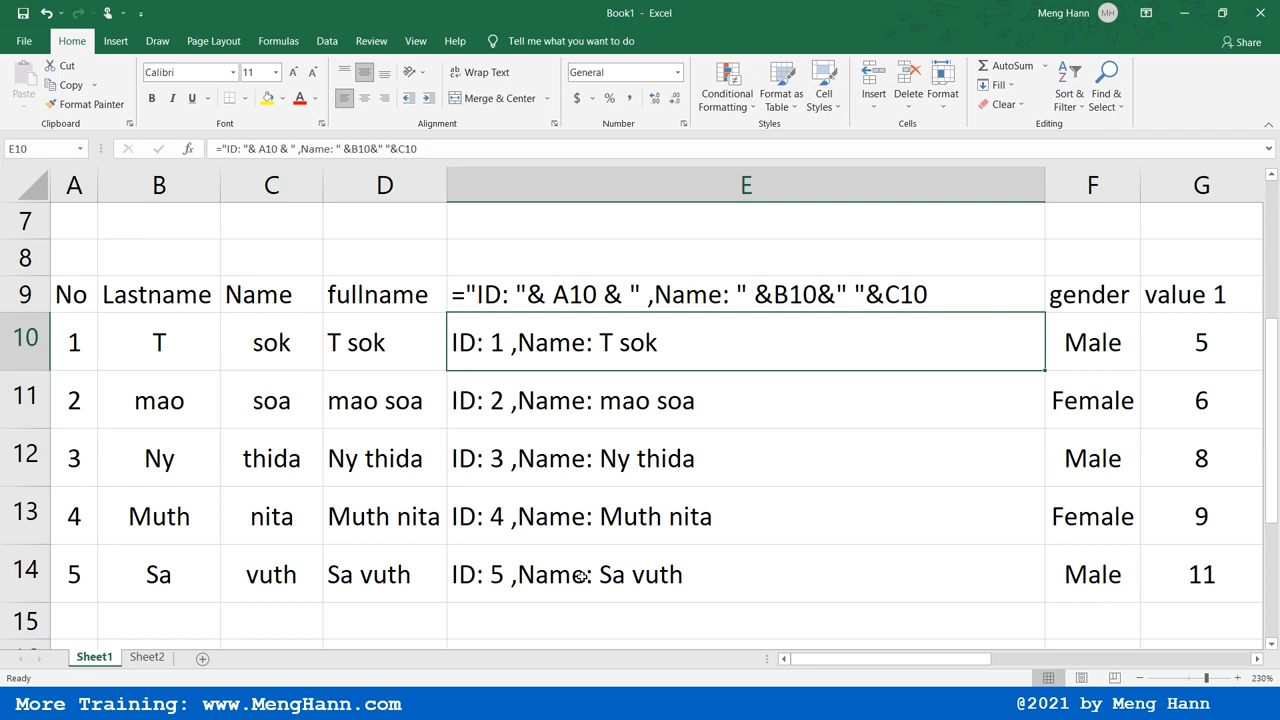 Book1 - Excel
Meng Hann MH
File Home Insert Draw Page Layout Formulas Data Review View Help Tell me what you want to do Share
Paste Cut Copy Format Painter Clipboard
Calibri 11 B I U A A Font
Wrap Text Merge & Center Alignment
General $ % , Number
Conditional Formatting Format as Table Cell Styles Styles
Insert Delete Format Cells
AutoSum Fill Clear Sort & Filter Find & Select Editing
E10 fx ="ID: "& A10 & " ,Name: " &B10&" "&C10
A B C D E F G
7
8
9 No Lastname Name fullname ="ID: "& A10 & " ,Name: " &B10&" "&C10 gender value 1
10 1 T sok T sok ID: 1 ,Name: T sok Male 5
11 2 mao soa mao soa ID: 2 ,Name: mao soa Female 6
12 3 Ny thida Ny thida ID: 3 ,Name: Ny thida Male 8
13 4 Muth nita Muth nita ID: 4 ,Name: Muth nita Female 9
14 5 Sa vuth Sa vuth ID: 5 ,Name: Sa vuth Male 11
15
Sheet1 Sheet2
Ready 230%
More Training: www.MengHann.com @2021 by Meng Hann